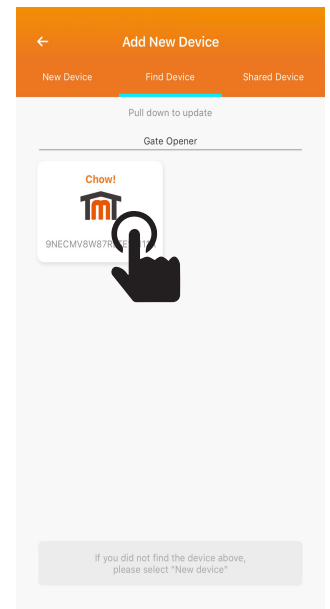 Add New Device
New Device Find Device Shared Device
Pull down to update
Gate Opener
Chow!
If you did not find the device above,
please select "New device"